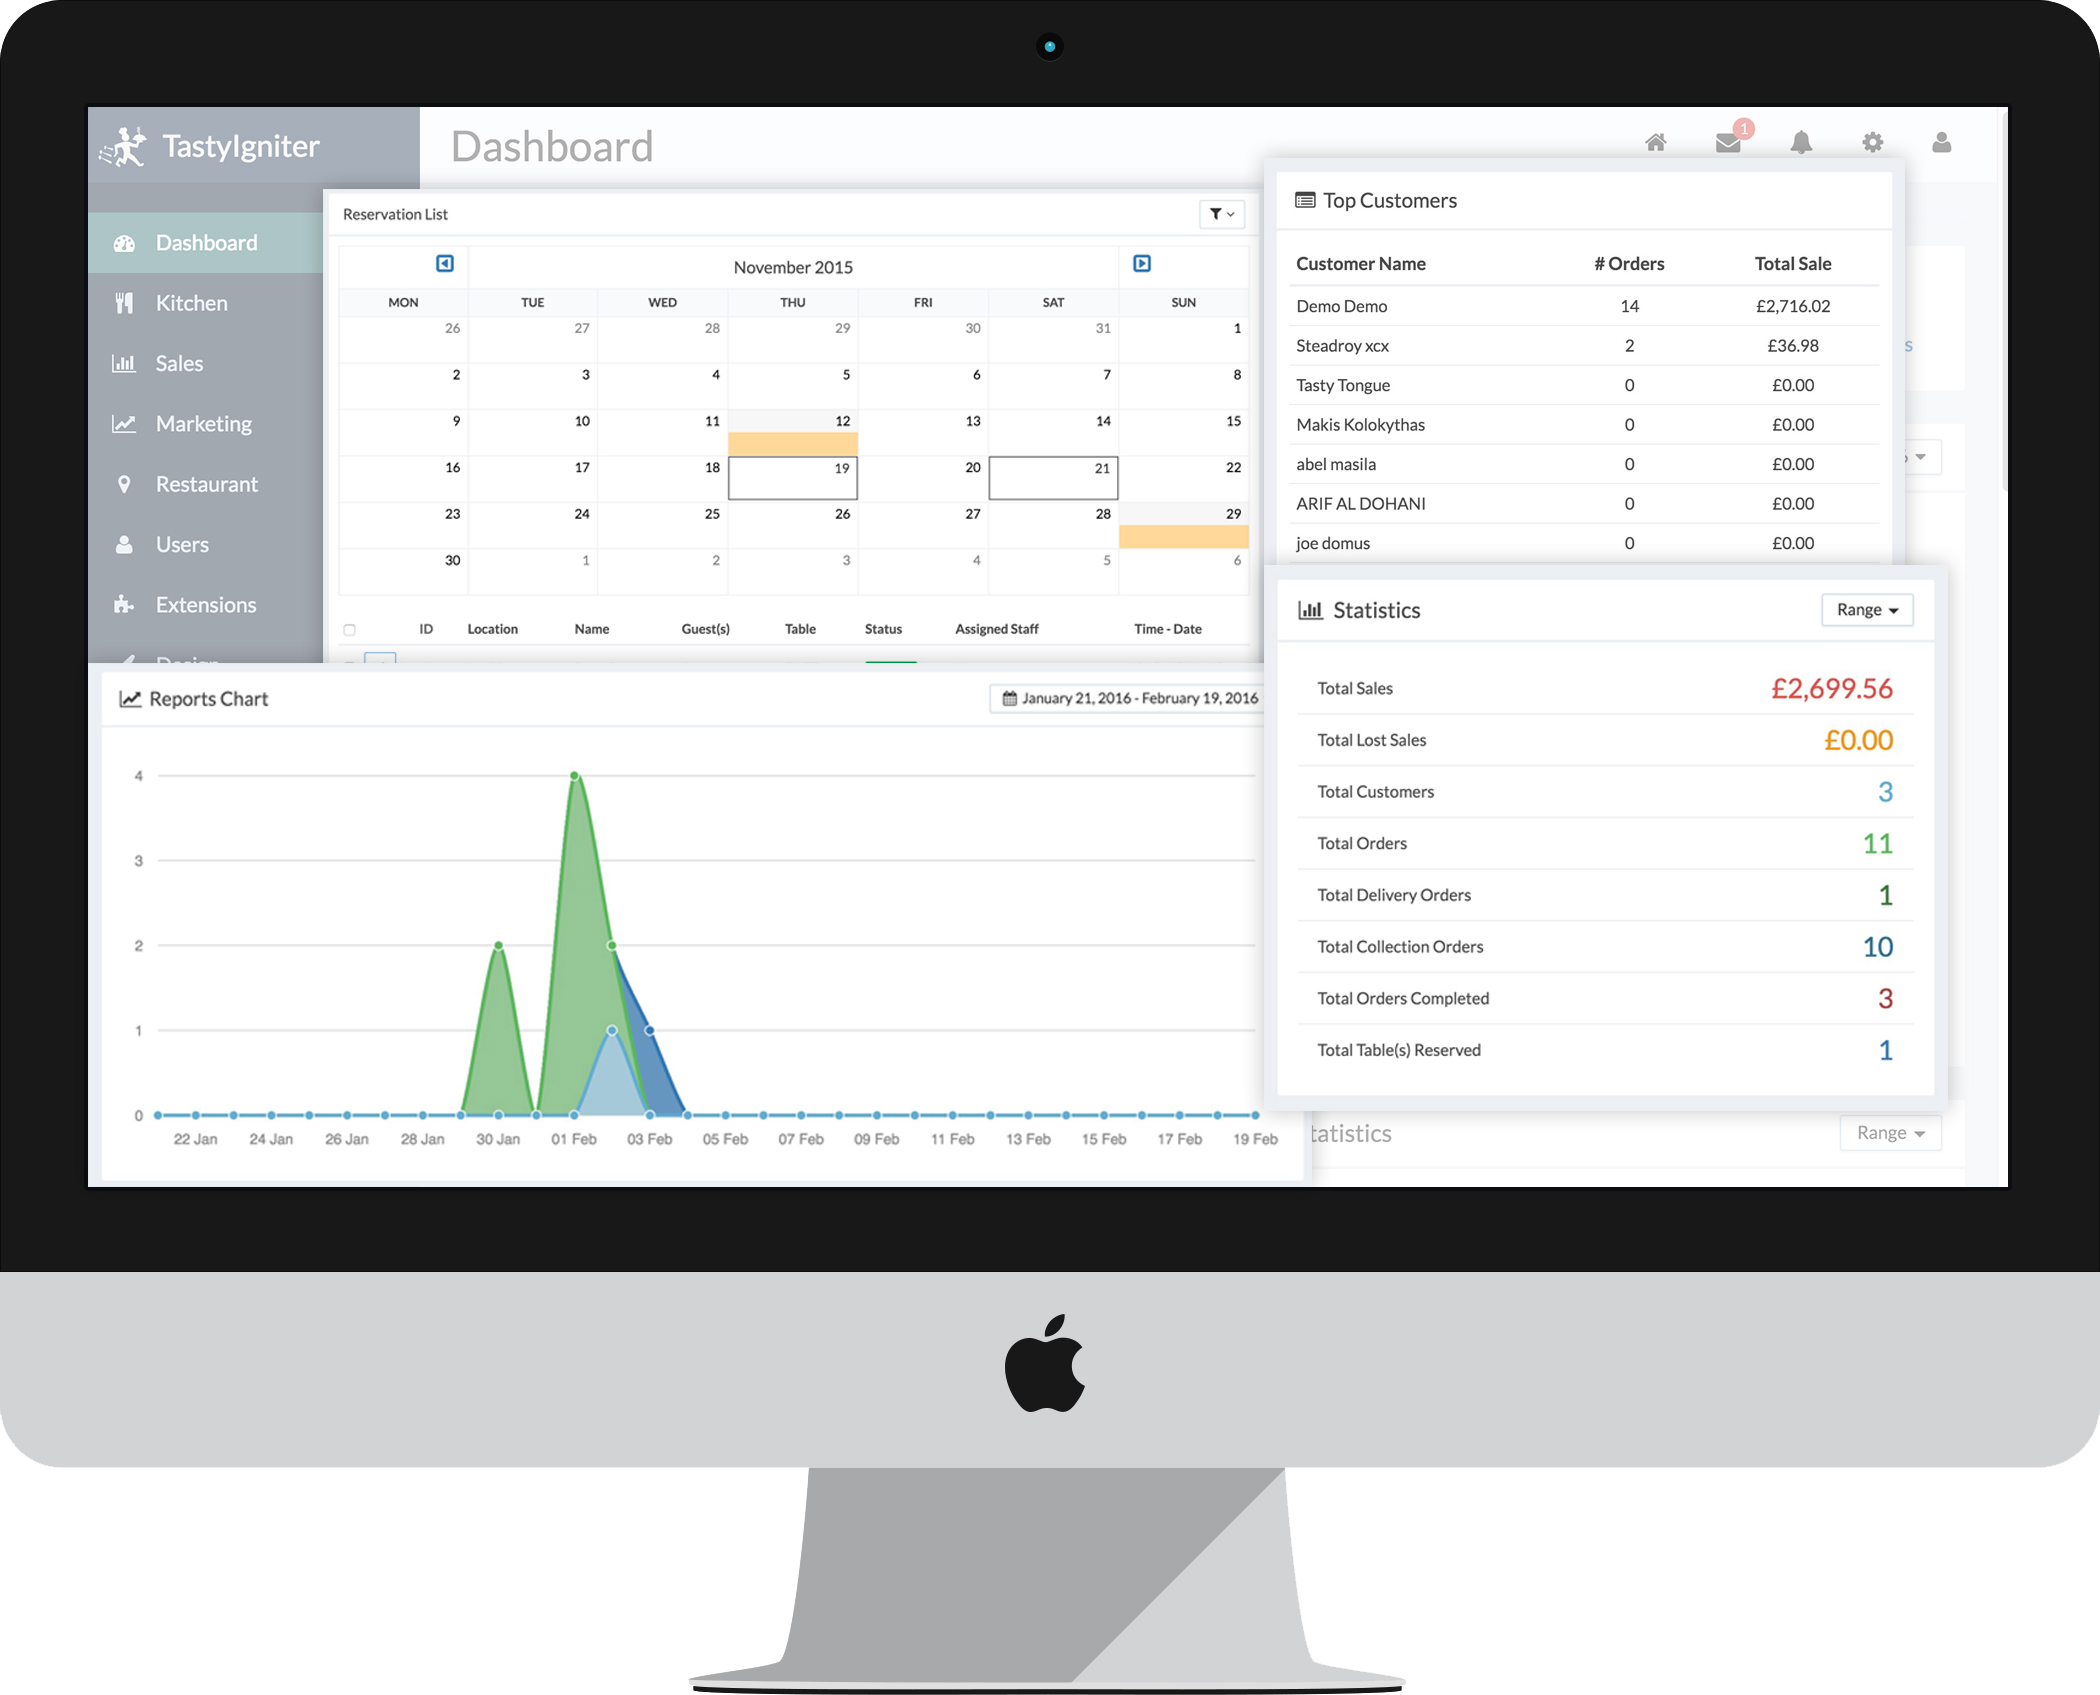 TastyIgniter
Dashboard
1
Dashboard
Kitchen
Sales
Marketing
Restaurant
Users
Extensions
Design
Reservation List
November 2015
MON TUE WED THU FRI SAT SUN
26 27 28 29 30 31 1
2 3 4 5 6 7 8
9 10 11 12 13 14 15
16 17 18 19 20 21 22
23 24 25 26 27 28 29
30 1 2 3 4 5 6
ID Location Name Guest(s) Table Status Assigned Staff Time - Date
Top Customers
Customer Name # Orders Total Sale
Demo Demo 14 £2,716.02
Steadroy xcx 2 £36.98
Tasty Tongue 0 £0.00
Makis Kolokythas 0 £0.00
abel masila 0 £0.00
ARIF AL DOHANI 0 £0.00
joe domus 0 £0.00
s
Statistics Range
Total Sales £2,699.56
Total Lost Sales £0.00
Total Customers 3
Total Orders 11
Total Delivery Orders 1
Total Collection Orders 10
Total Orders Completed 3
Total Table(s) Reserved 1
Reports Chart January 21, 2016 - February 19, 2016
4
3
2
1
0
22 Jan 24 Jan 26 Jan 28 Jan 30 Jan 01 Feb 03 Feb 05 Feb 07 Feb 09 Feb 11 Feb 13 Feb 15 Feb 17 Feb 19 Feb
tatistics Range